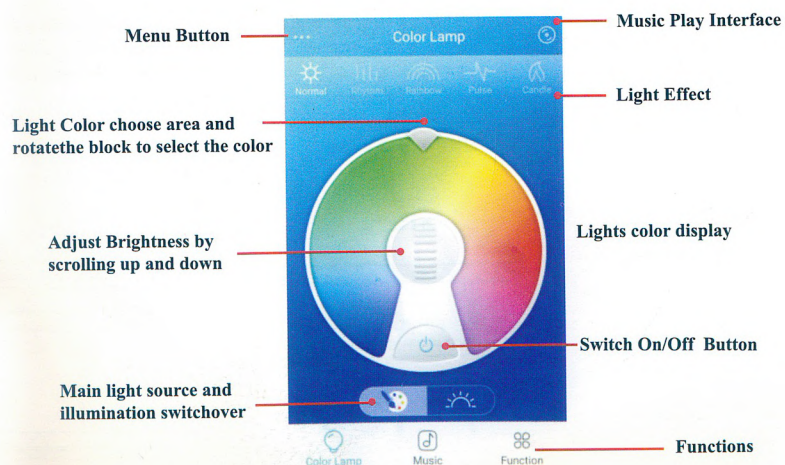 Music Play Interface
Menu Button
Color Lamp
Normal
Rhythm
Rainbow
Pulse
Candle
Light Effect
Light Color choose area and
rotatethe block to select the color
Lights color display
Adjust Brightness by
scrolling up and down
Switch On/Off Button
Main light source and
illumination switchover
Color Lamp
Music
Function
Functions